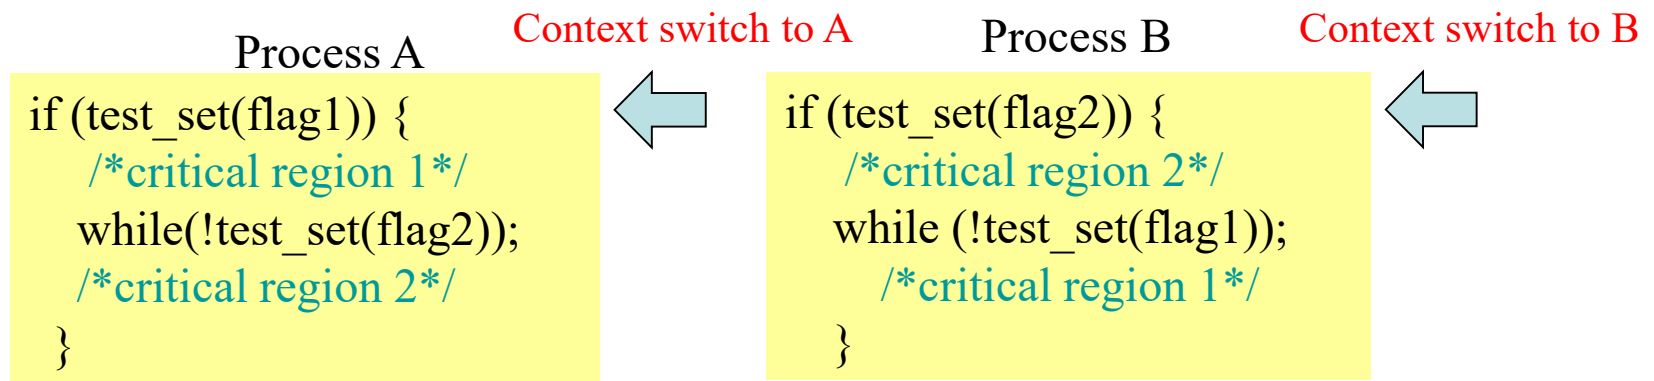 Process A
Context switch to A
if (test_set(flag1)) {
/*critical region 1*/
while(!test_set(flag2));
/*critical region 2*/
}
Process B
Context switch to B
if (test_set(flag2)) {
/*critical region 2*/
while (!test_set(flag1));
/*critical region 1*/
}